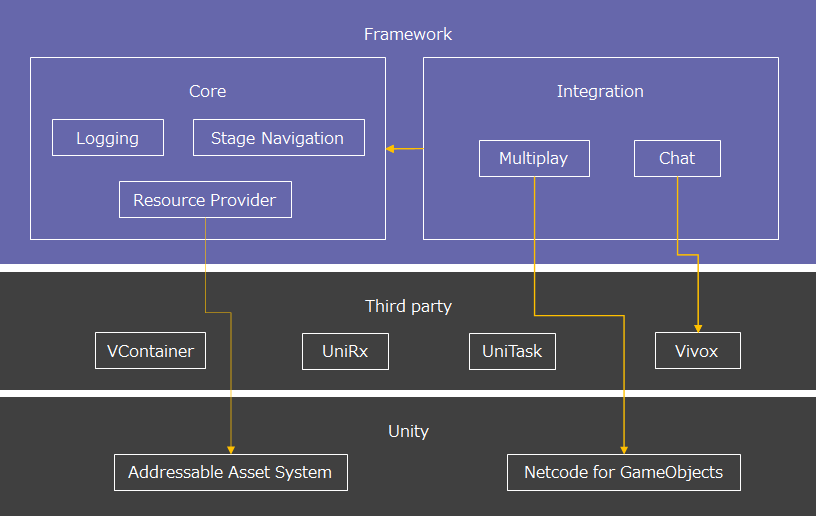 Framework
Core
Logging
Stage Navigation
Resource Provider
Integration
Multiplay
Chat
Third party
VContainer
UniRx
UniTask
Vivox
Unity
Addressable Asset System
Netcode for GameObjects